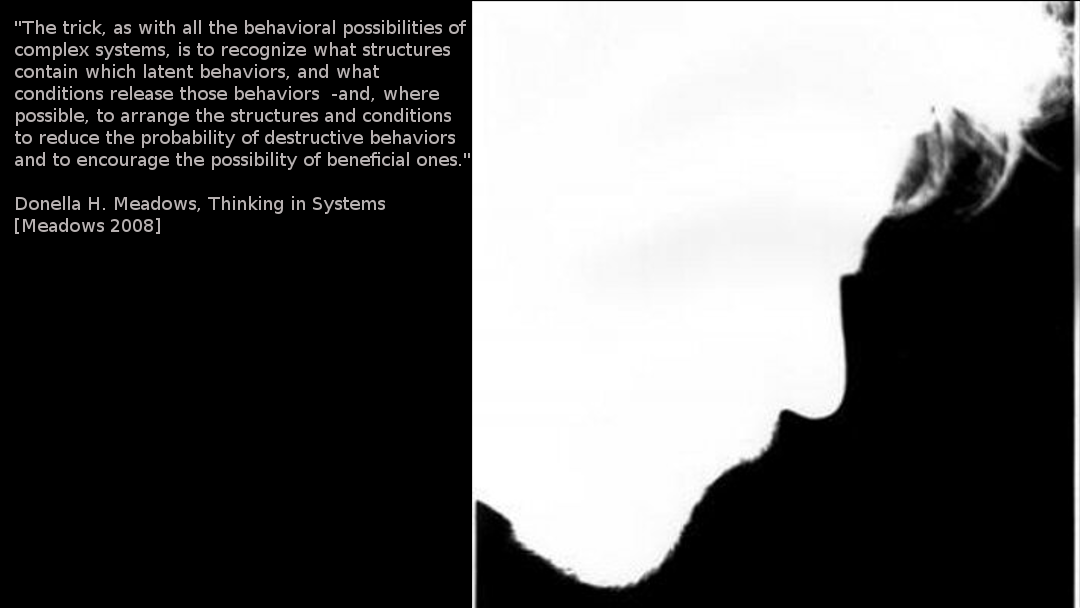 "The trick, as with all the behavioral possibilities of
complex systems, is to recognize what structures
contain which latent behaviors, and what
conditions release those behaviors  -and, where
possible, to arrange the structures and conditions
to reduce the probability of destructive behaviors
and to encourage the possibility of beneficial ones."
Donella H. Meadows, Thinking in Systems
[Meadows 2008]